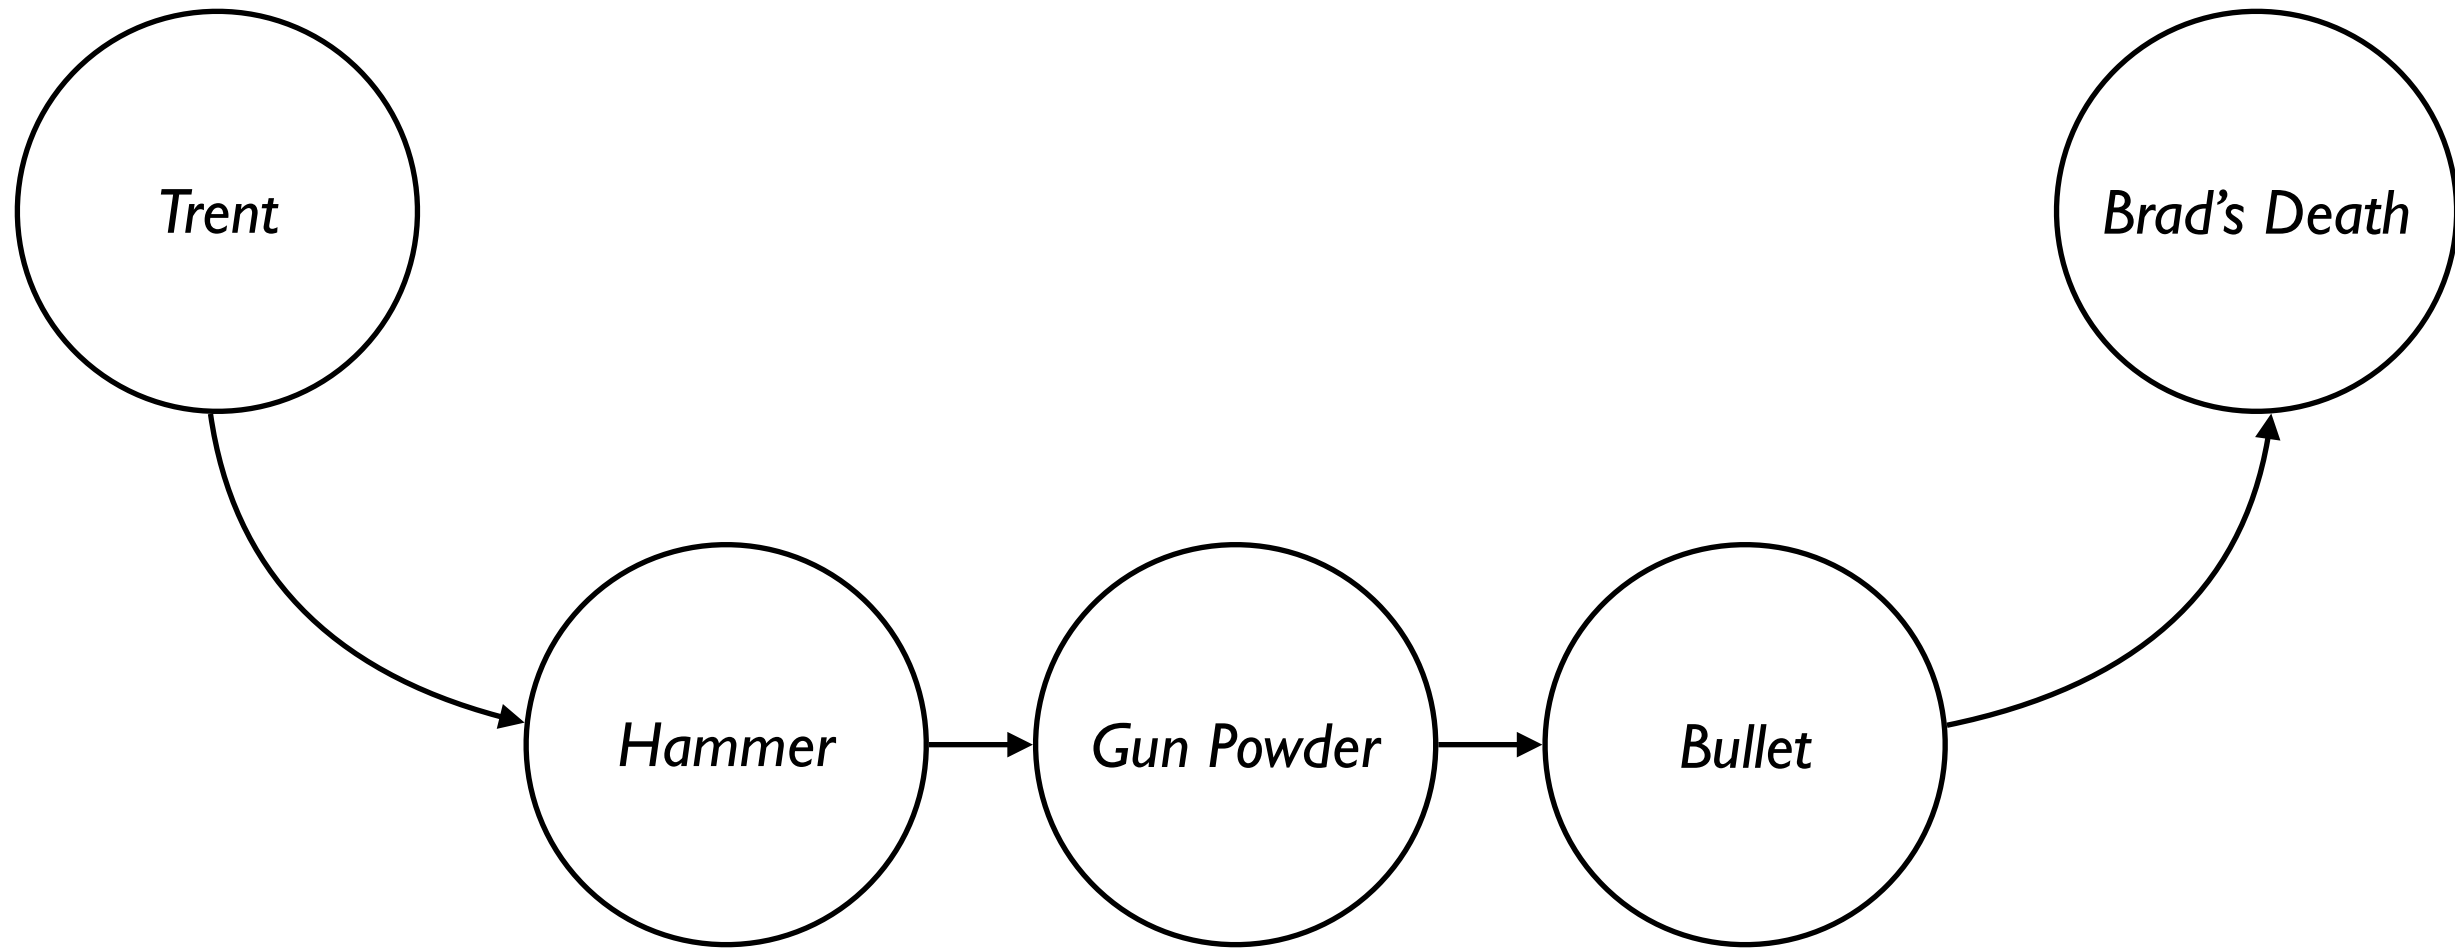 Trent
Brad’s Death
Hammer
Gun Powder
Bullet